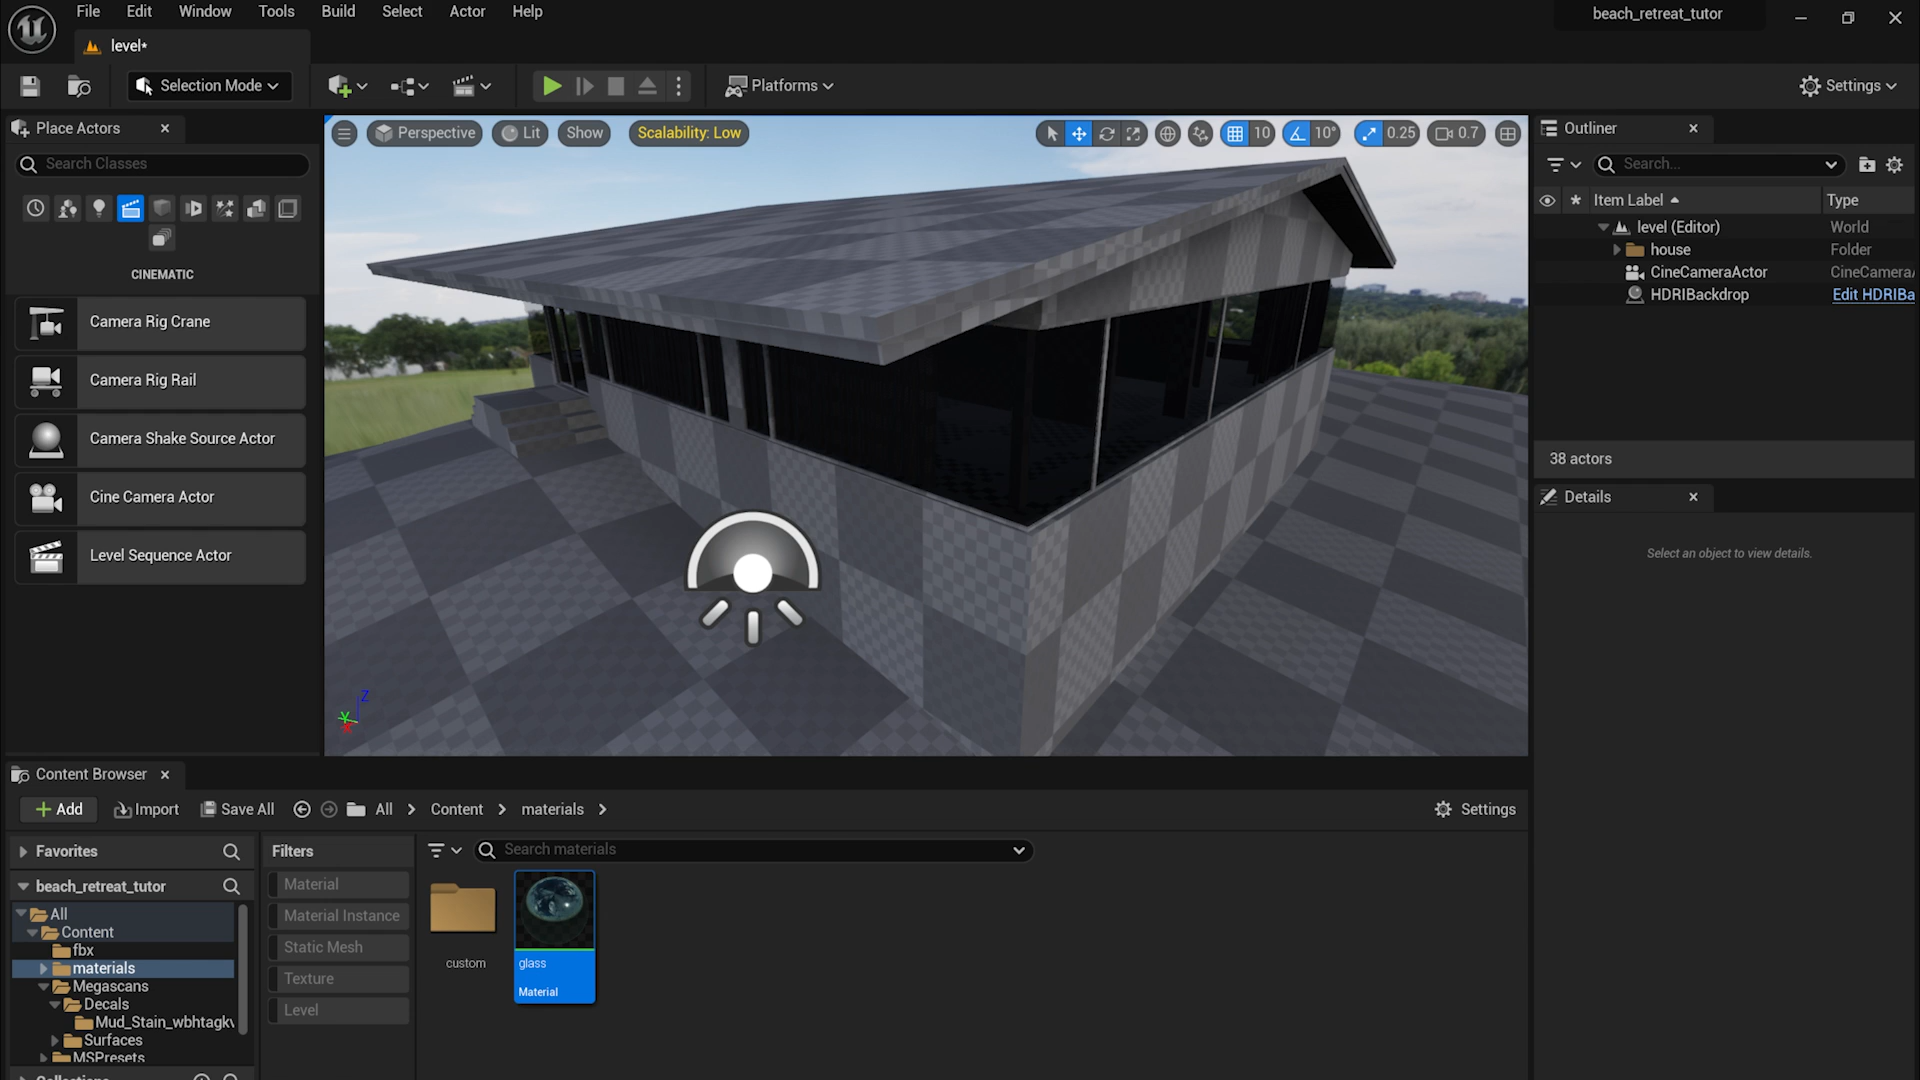 File Edit Window Tools Build Select Actor Help
beach_retreat_tutor
level*
Selection Mode
Platforms
Settings
Place Actors
Search Classes
CINEMATIC
Camera Rig Crane
Camera Rig Rail
Camera Shake Source Actor
Cine Camera Actor
Level Sequence Actor
Perspective Lit Show Scalability: Low
10 10° 0.25 0.7
Z
Y
X
Outliner
Search...
Item Label Type
level (Editor) World
house Folder
CineCameraActor CineCamera
HDRIBackdrop Edit HDRIBa
38 actors
Details
Select an object to view details.
Content Browser
Add Import Save All All Content materials
Settings
Favorites
beach_retreat_tutor
All
Content
fbx
materials
Megascans
Decals
Mud_Stain_wbhtagkv
Surfaces
MSPresets
Collections
Filters
Material
Material Instance
Static Mesh
Texture
Level
Search materials
custom
glass
Material